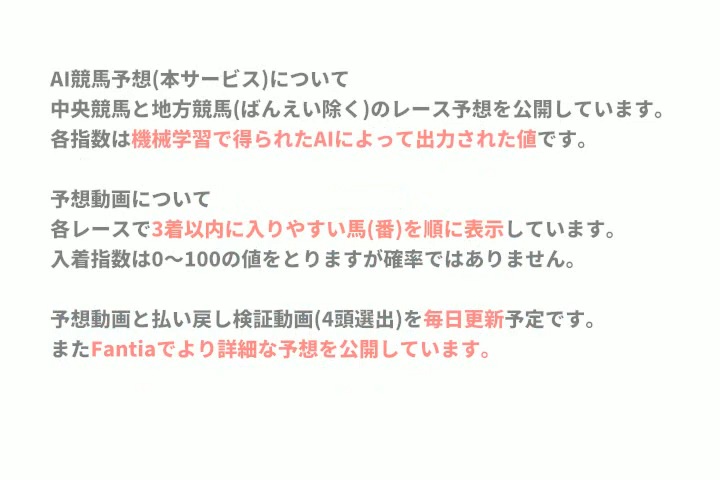 AI競馬予想(本サービス)について
中央競馬と地方競馬(ばんえい除く)のレース予想を公開しています。
各指数は機械学習で得られたAIによって出力された値です。
予想動画について
各レースで3着以内に入りやすい馬(番)を順に表示しています。
入着指数は0〜100の値をとりますが確率ではありません。
予想動画と払い戻し検証動画(4頭選出)を毎日更新予定です。
またFantiaでより詳細な予想を公開しています。